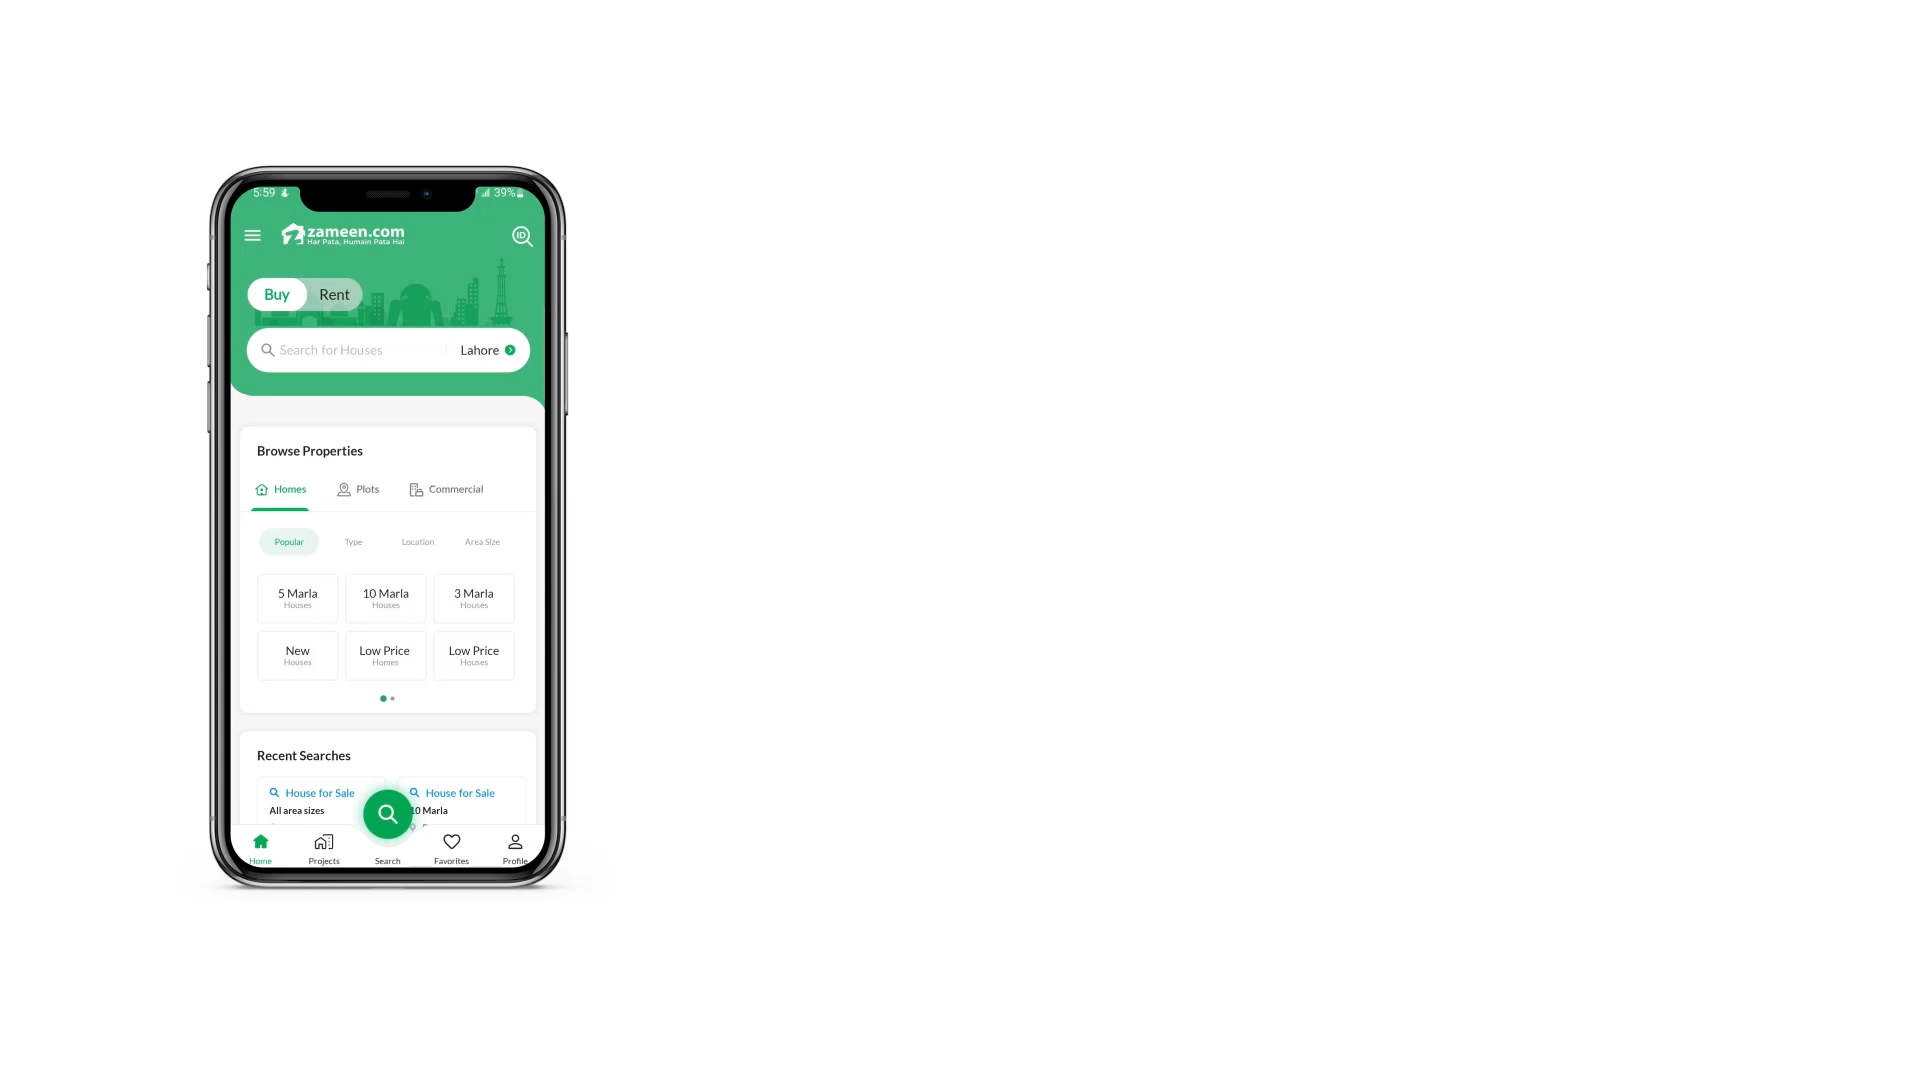 5:59 39%
zameen.com
Har Pata, Humain Pata Hai
ID
Buy Rent
Search for Houses Lahore
Browse Properties
Homes Plots Commercial
Popular Type Location Area Size
5 Marla 10 Marla 3 Marla
Houses Houses Houses
New Low Price Low Price
Houses Homes Houses
Recent Searches
House for Sale House for Sale
All area sizes 10 Marla
Home Projects Search Favorites Profile